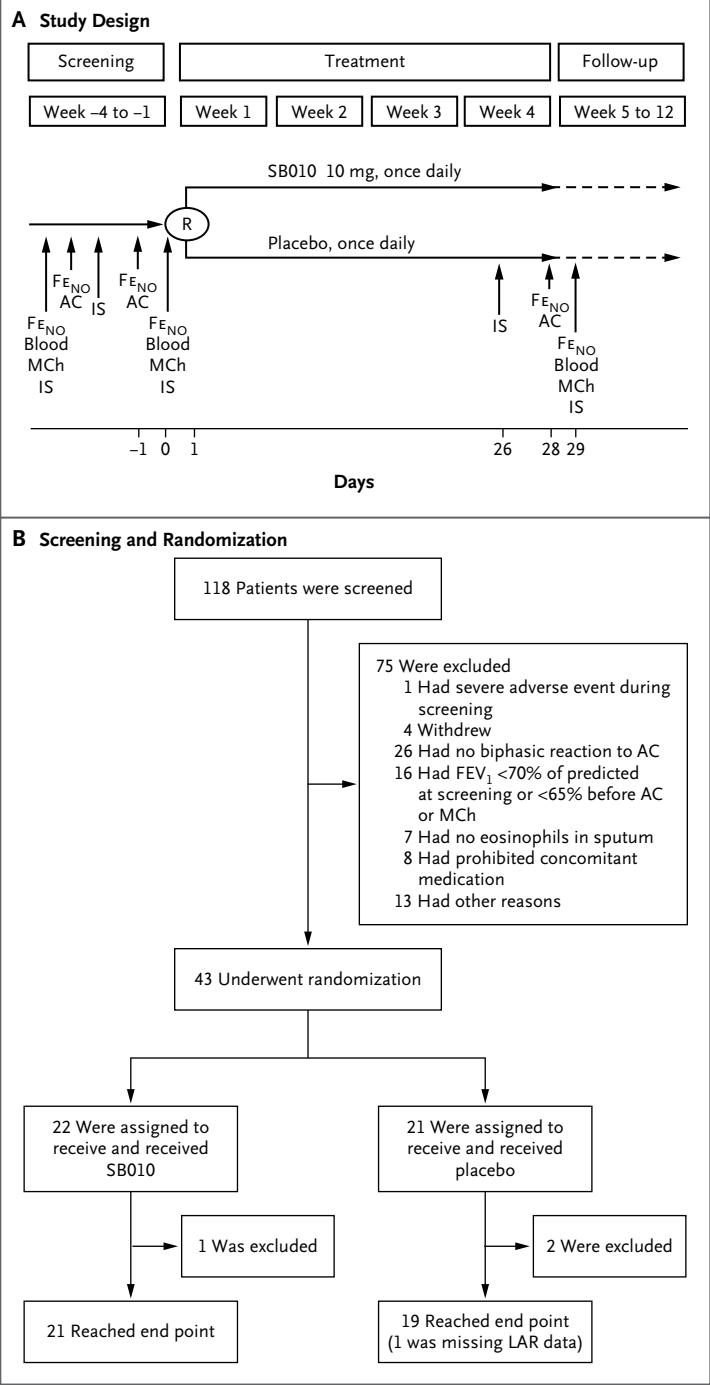 A Study Design
Screening
Treatment
Follow-up
Week –4 to –1
Week 1
Week 2
Week 3
Week 4
Week 5 to 12
SB010 10 mg, once daily
R
Placebo, once daily
FENO
AC
IS
FENO
AC
FENO
Blood
MCh
IS
FENO
Blood
MCh
IS
IS
FENO
AC
FENO
Blood
MCh
IS
–1
0
1
26
28
29
Days
B Screening and Randomization
118 Patients were screened
75 Were excluded
1 Had severe adverse event during
screening
4 Withdrew
26 Had no biphasic reaction to AC
16 Had FEV1 <70% of predicted
at screening or <65% before AC
or MCh
7 Had no eosinophils in sputum
8 Had prohibited concomitant
medication
13 Had other reasons
43 Underwent randomization
22 Were assigned to
receive and received
SB010
21 Were assigned to
receive and received
placebo
1 Was excluded
2 Were excluded
21 Reached end point
19 Reached end point
(1 was missing LAR data)